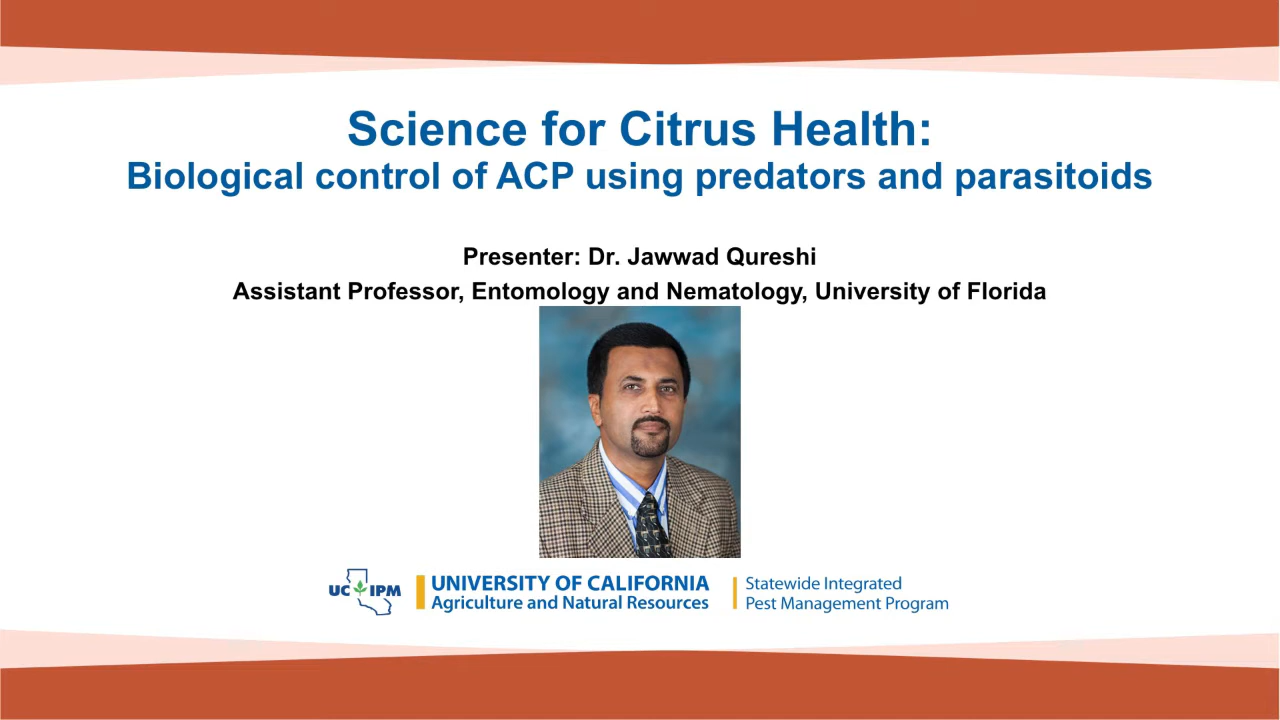 Science for Citrus Health:
Biological control of ACP using predators and parasitoids
Presenter: Dr. Jawwad Qureshi
Assistant Professor, Entomology and Nematology, University of Florida
UC IPM
UNIVERSITY OF CALIFORNIA
Agriculture and Natural Resources
Statewide Integrated
Pest Management Program